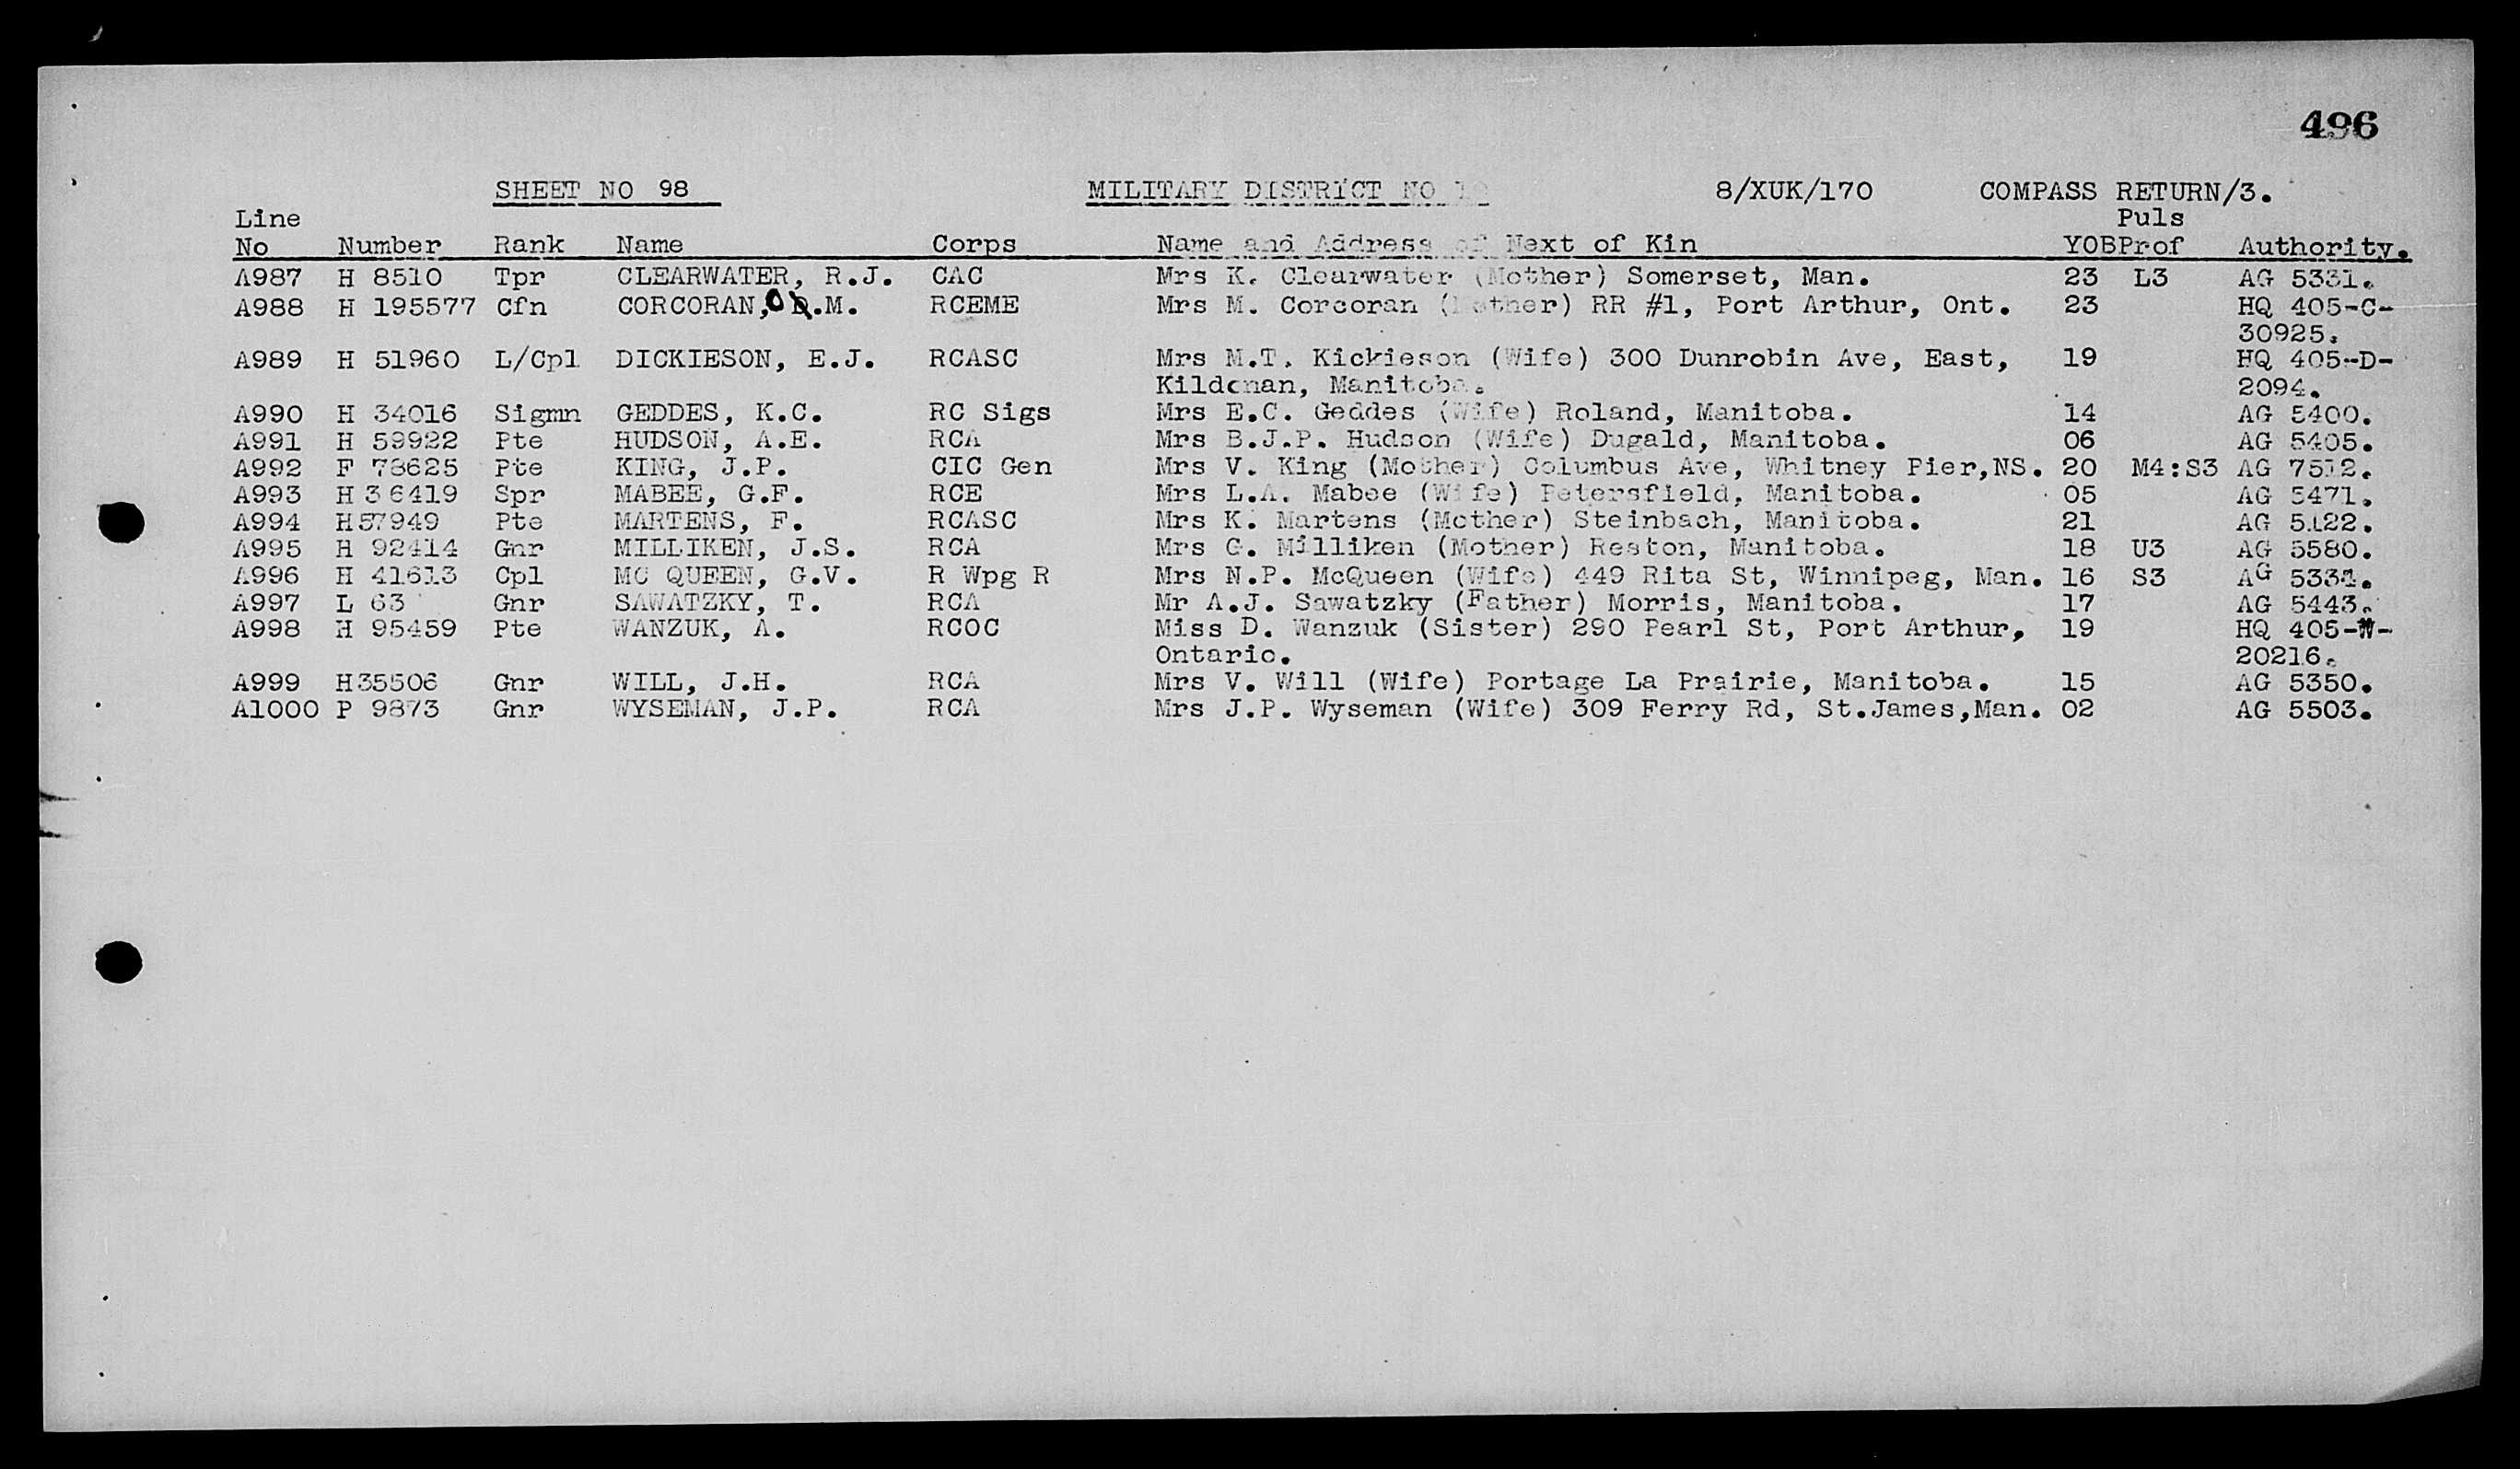 496
SHEET NO 98 MILITARY DISTRICT NO 10 8/XUK/170 COMPASS RETURN/3.
Line Puls
No Number Rank Name Corps Name and Address of Next of Kin YOB Prof Authority.
A987 H 8510 Tpr CLEARWATER, R.J. CAC Mrs K. Clearwater (Mother) Somerset, Man. 23 L3 AG 5331.
A988 H 195577 Cfn CORCORAN, O.M. RCEME Mrs M. Corcoran RR #1, Port Arthur, Ont. 23 HQ 405-C-
30925.
A989 H 51960 L/Cpl DICKIESON, E.J. RCASC Mrs M.T. Kickieson (Wife) 300 Dunrobin Ave, East, 19 HQ 405-D-
Kildonan, Manitoba. 2094.
A990 H 34016 Sigmn GEDDES, K.C. RC Sigs Mrs E.C. Geddes (Wife) Roland, Manitoba. 14 AG 5400.
A991 H 59922 Pte HUDSON, A.E. RCA Mrs B.J.P. Hudson (Wife) Dugald, Manitoba. 06 AG 5405.
A992 F 78625 Pte KING, J.P. CIC Gen Mrs V. King (Mother) Columbus Ave, Whitney Pier,NS. 20 M4:S3 AG 7512.
A993 H 36419 Spr MABEE, G.F. RCE Mrs L.A. Mabee (Wife) Petersfield, Manitoba. 05 AG 5471.
A994 H57949 Pte MARTENS, F. RCASC Mrs K. Martens (Mother) Steinbach, Manitoba. 21 AG 5122.
A995 H 92414 Gnr MILLIKEN, J.S. RCA Mrs G. Milliken (Mother) Reston, Manitoba. 18 U3 AG 5580.
A996 H 41613 Cpl MC QUEEN, G.V. R Wpg R Mrs N.P. McQueen (Wife) 449 Rita St, Winnipeg, Man. 16 S3 AG 5331.
A997 L 63 Gnr SAWATZKY, T. RCA Mr A.J. Sawatzky (Father) Morris, Manitoba. 17 AG 5443.
A998 H 95459 Pte WANZUK, A. RCOC Miss D. Wanzuk (Sister) 290 Pearl St, Port Arthur, 19 HQ 405-W-
Ontario. 20216.
A999 H35506 Gnr WILL, J.H. RCA Mrs V. Will (Wife) Portage La Prairie, Manitoba. 15 AG 5350.
A1000 P 9873 Gnr WYSEMAN, J.P. RCA Mrs J.P. Wyseman (Wife) 309 Ferry Rd, St.James,Man. 02 AG 5503.